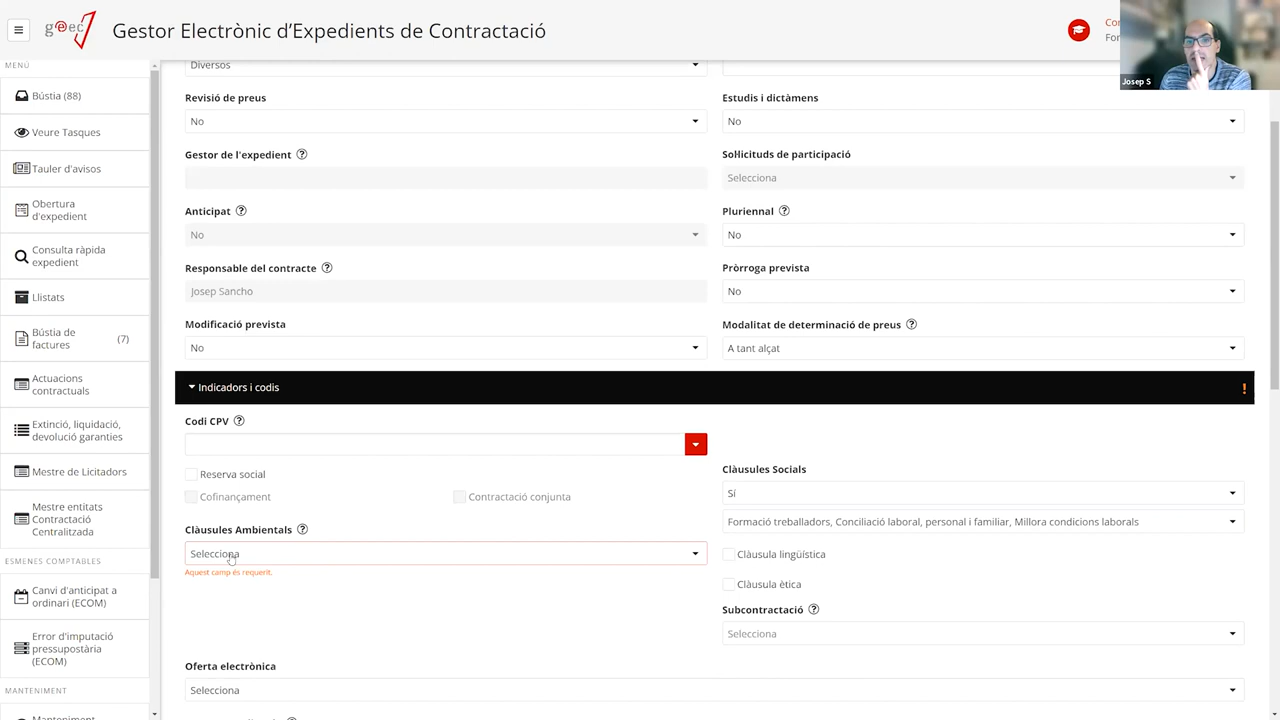 g@ec
Gestor Electrònic d'Expedients de Contractació
Josep S
MENÚ
Bústia (88)
Veure Tasques
Tauler d'avisos
Obertura
d'expedient
Consulta ràpida
expedient
Llistats
Bústia de
factures
(7)
Actuacions
contractuals
Extinció, liquidació,
devolució garanties
Mestre de Licitadors
Mestre entitats
Contractació
Centralitzada
ESMENES COMPTABLES
Canvi d'anticipat a
ordinari (ECOM)
Error d'imputació
pressupostària
(ECOM)
MANTENIMENT
Manteniment
Diversos
Revisió de preus
No
Estudis i dictàmens
No
Gestor de l'expedient
Sol·licituds de participació
Selecciona
Anticipat
No
Pluriennal
No
Responsable del contracte
Josep Sancho
Pròrroga prevista
No
Modificació prevista
No
Modalitat de determinació de preus
A tant alçat
Indicadors i codis
!
Codi CPV
Reserva social
Cofinançament
Contractació conjunta
Clàusules Socials
Sí
Formació treballadors, Conciliació laboral, personal i familiar, Millora condicions laborals
Clàusules Ambientals
Selecciona
Aquest camp és requerit.
Clàusula lingüística
Clàusula ètica
Subcontractació
Selecciona
Oferta electrònica
Selecciona